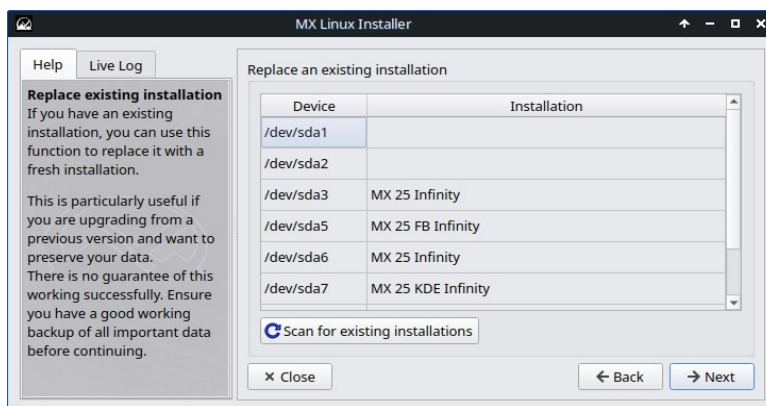 MX Linux Installer
Help
Live Log
Replace existing installation
If you have an existing
installation, you can use this
function to replace it with a
fresh installation.
This is particularly useful if
you are upgrading from a
previous version and want to
preserve your data.
There is no guarantee of this
working successfully. Ensure
you have a good working
backup of all important data
before continuing.
Replace an existing installation
Device Installation
/dev/sda1
/dev/sda2
/dev/sda3 MX 25 Infinity
/dev/sda5 MX 25 FB Infinity
/dev/sda6 MX 25 Infinity
/dev/sda7 MX 25 KDE Infinity
Scan for existing installations
Close
Back
Next